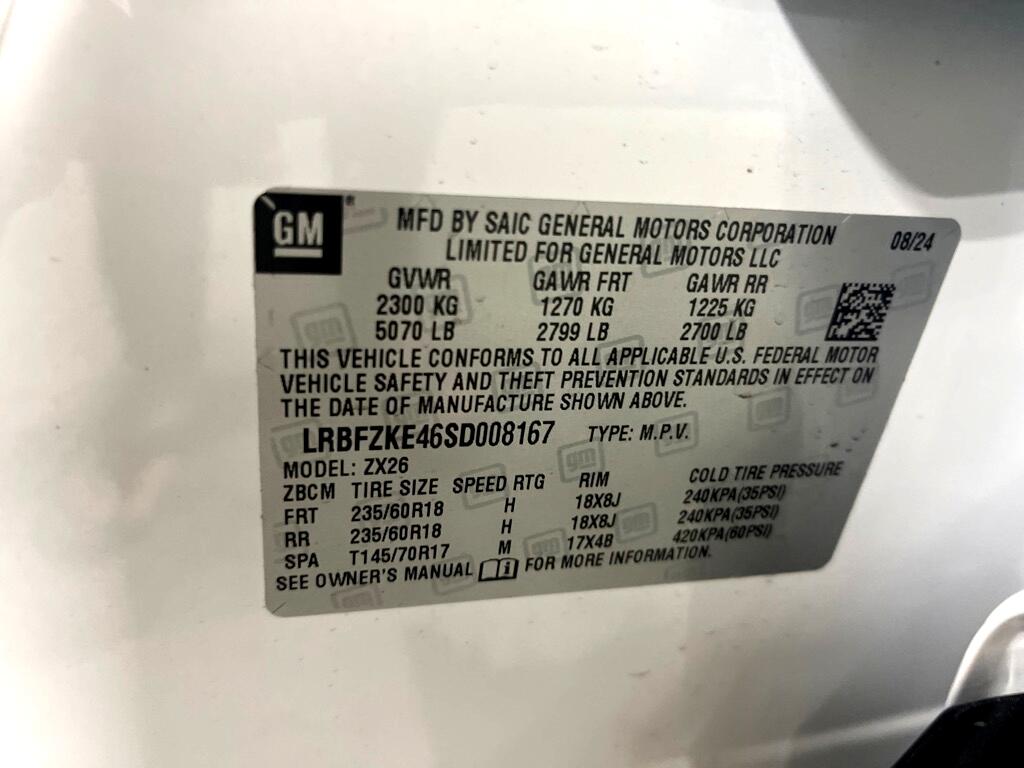 GM®
MFD BY SAIC GENERAL MOTORS CORPORATION
LIMITED FOR GENERAL MOTORS LLC
08/24
GVWR GAWR FRT GAWR RR
2300 KG 1270 KG 1225 KG
5070 LB 2799 LB 2700 LB
THIS VEHICLE CONFORMS TO ALL APPLICABLE U.S. FEDERAL MOTOR
VEHICLE SAFETY AND THEFT PREVENTION STANDARDS IN EFFECT ON
THE DATE OF MANUFACTURE SHOWN ABOVE.
LRBFZKE46SD008167 TYPE: M.P.V.
MODEL: ZX26
ZBCM TIRE SIZE SPEED RTG RIM COLD TIRE PRESSURE
FRT 235/60R18 H 18X8J 240KPA(35PSI)
RR 235/60R18 H 18X8J 240KPA(35PSI)
SPA T145/70R17 M 17X4B 420KPA(60PSI)
SEE OWNER'S MANUAL i FOR MORE INFORMATION.